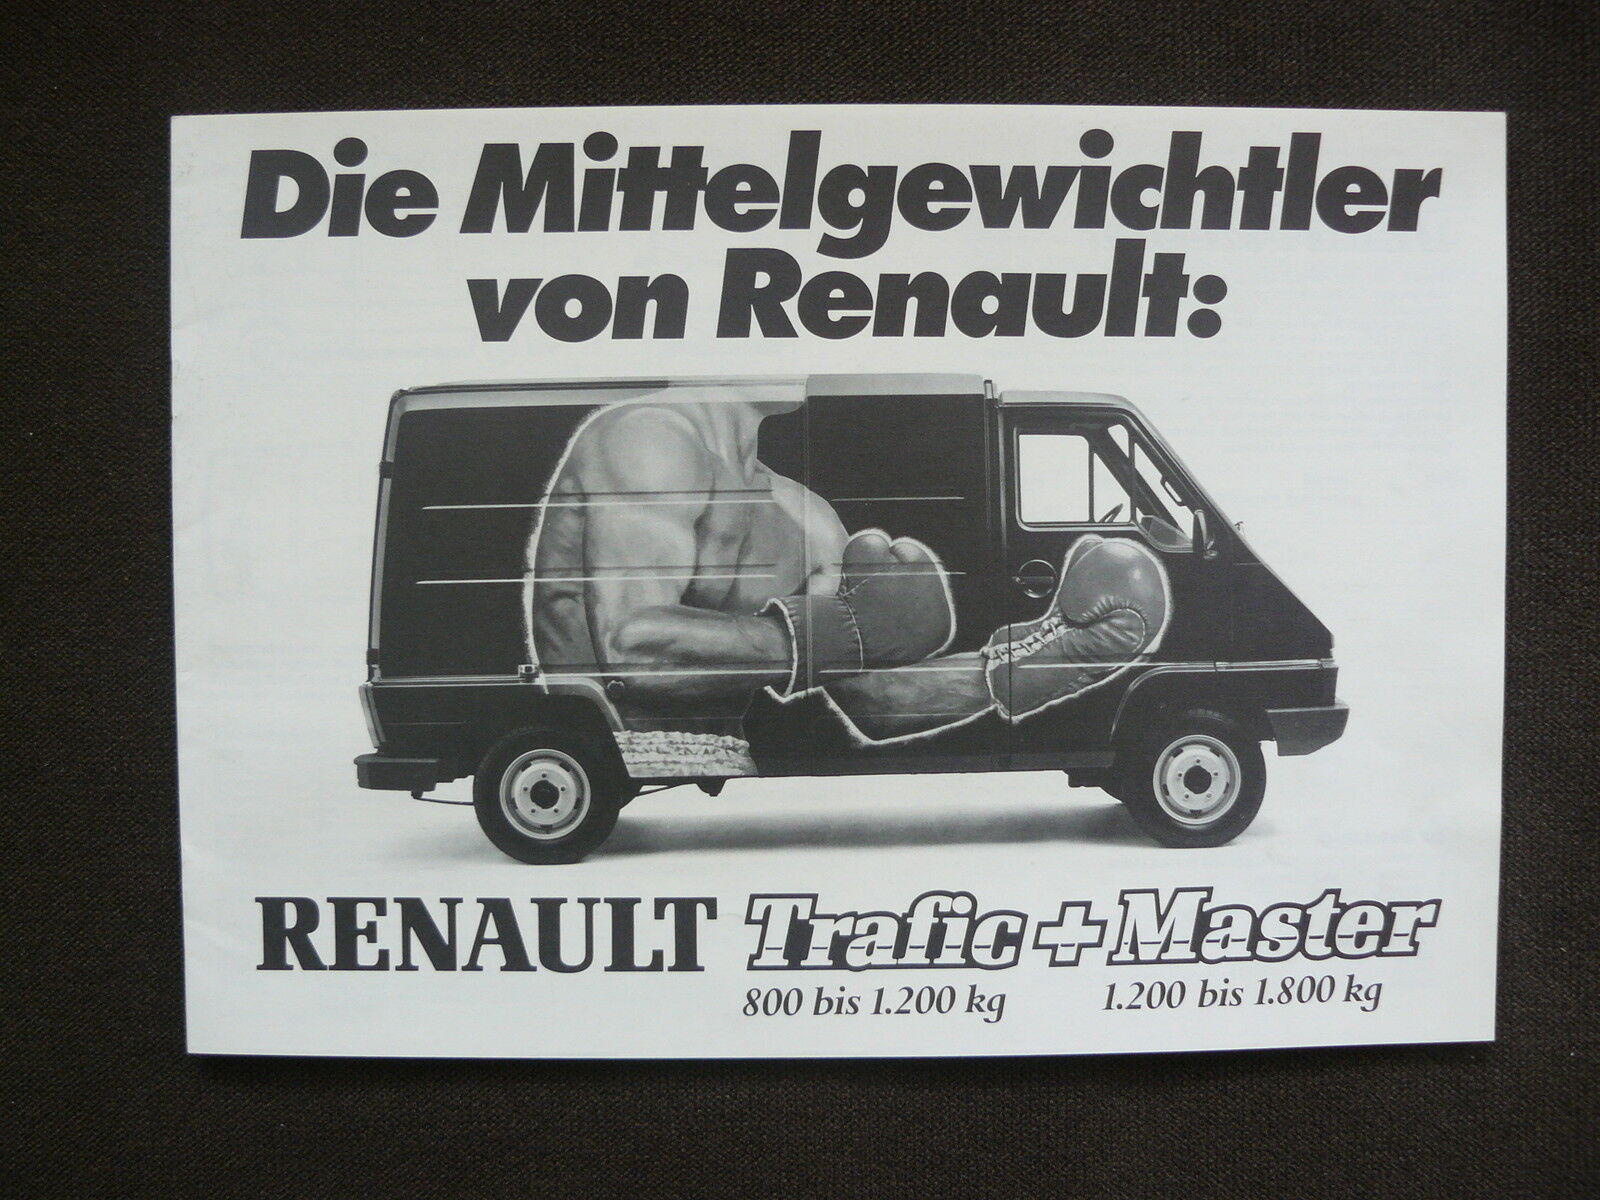 Die Mittelgewichtler
von Renault:
RENAULT Trafic + Master
800 bis 1.200 kg 1.200 bis 1.800 kg